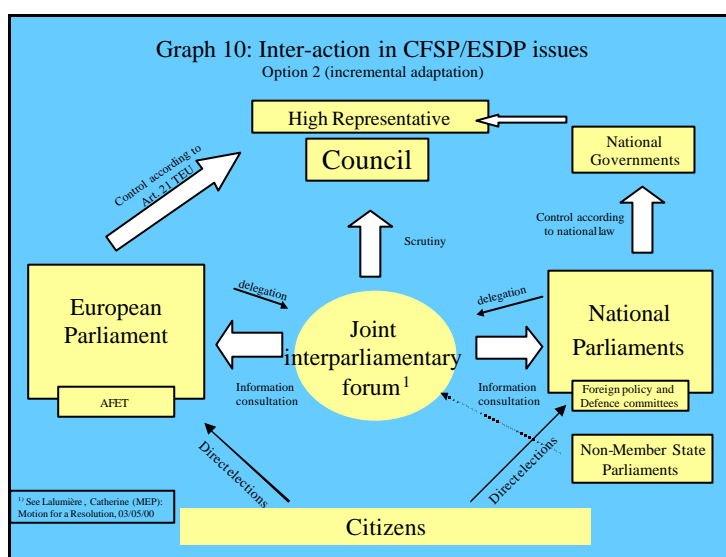 Graph 10: Inter-action in CFSP/ESDP issues
Option 2 (incremental adaptation)
High Representative
Council
National
Governments
Control according to
Art. 21 TEU
Scrutiny
Control according
to national law
European
Parliament
AFET
delegation
Joint
interparliamentary
forum1
delegation
National
Parliaments
Foreign policy and
Defence committees
Information
consultation
Information
consultation
Non-Member State
Parliaments
Direct elections
Direct elections
1) See Lalumière , Catherine (MEP):
Motion for a Resolution, 03/05/00
Citizens